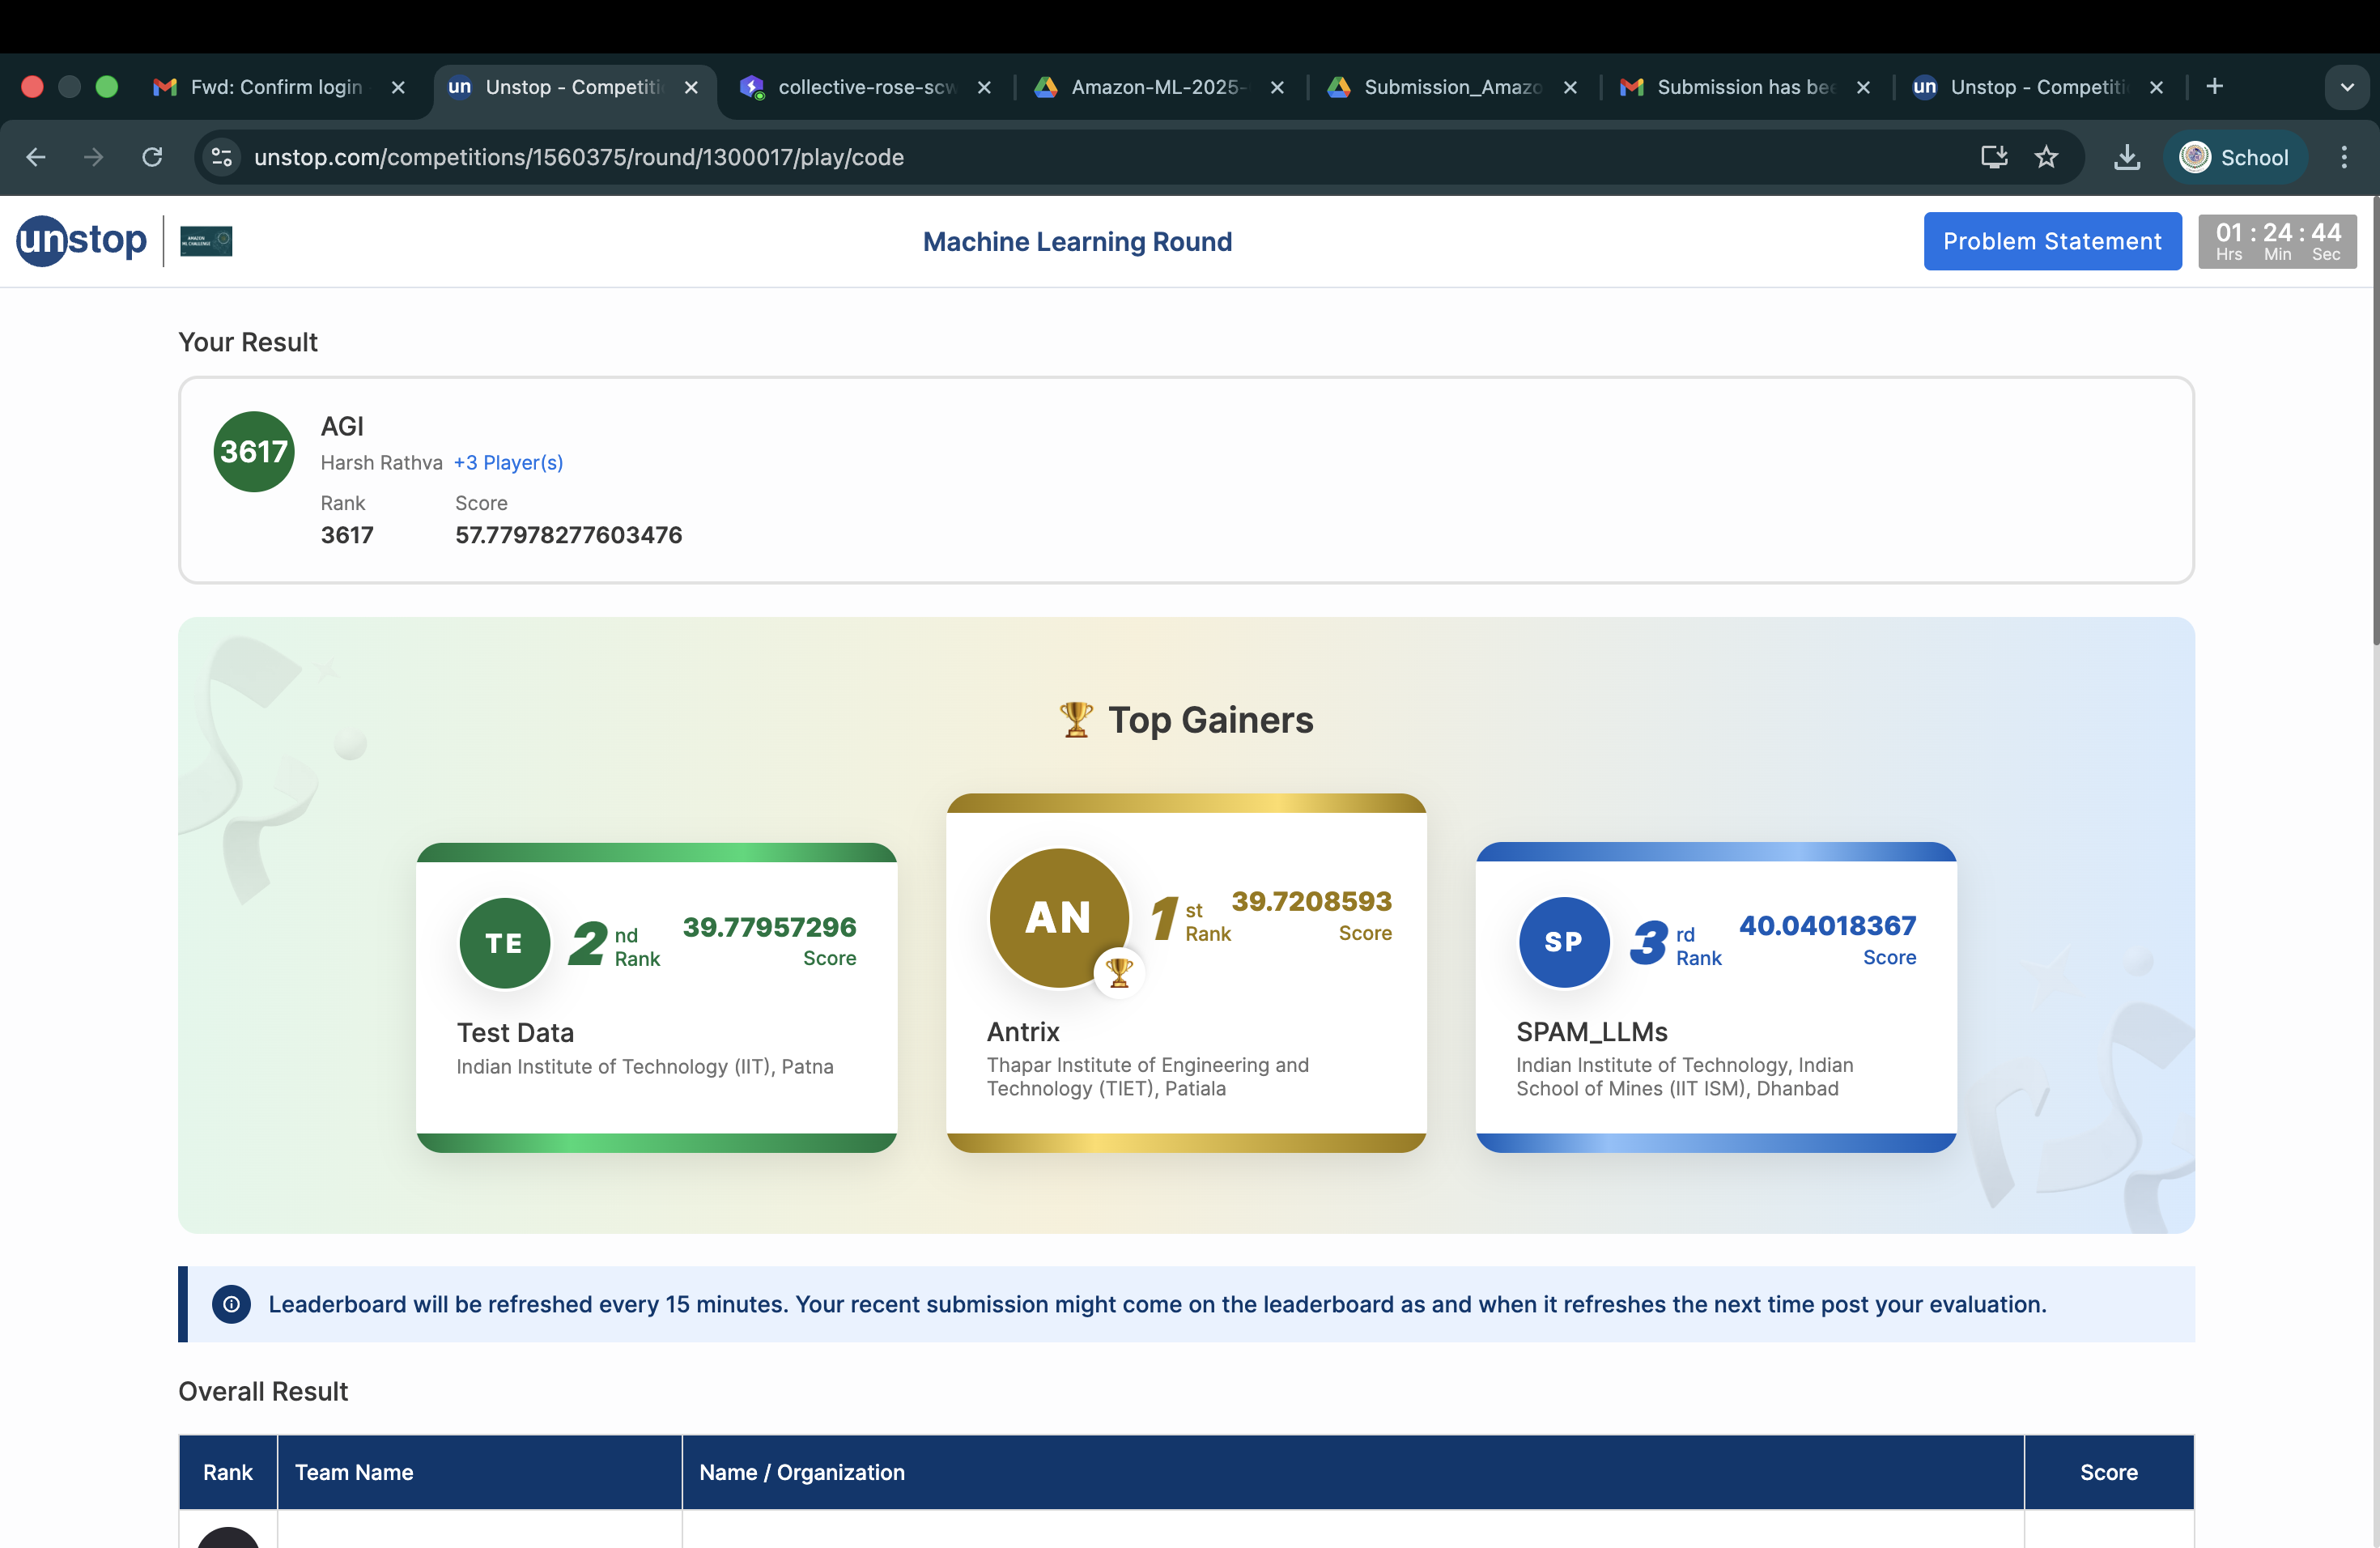 Fwd: Confirm login
un Unstop - Competiti
collective-rose-scw
Amazon-ML-2025-
Submission_Amazo
Submission has bee
un Unstop - Competiti
unstop.com/competitions/1560375/round/1300017/play/code
School
unstop
AMAZON
ML CHALLENGE
Machine Learning Round
Problem Statement
01 : 24 : 44
Hrs Min Sec
Your Result
3617
AGI
Harsh Rathva +3 Player(s)
Rank Score
3617 57.77978277603476
Top Gainers
TE
2 nd Rank
39.77957296
Score
Test Data
Indian Institute of Technology (IIT), Patna
AN
1 st Rank
39.7208593
Score
Antrix
Thapar Institute of Engineering and
Technology (TIET), Patiala
SP
3 rd Rank
40.04018367
Score
SPAM_LLMs
Indian Institute of Technology, Indian
School of Mines (IIT ISM), Dhanbad
Leaderboard will be refreshed every 15 minutes. Your recent submission might come on the leaderboard as and when it refreshes the next time post your evaluation.
Overall Result
Rank Team Name Name / Organization Score